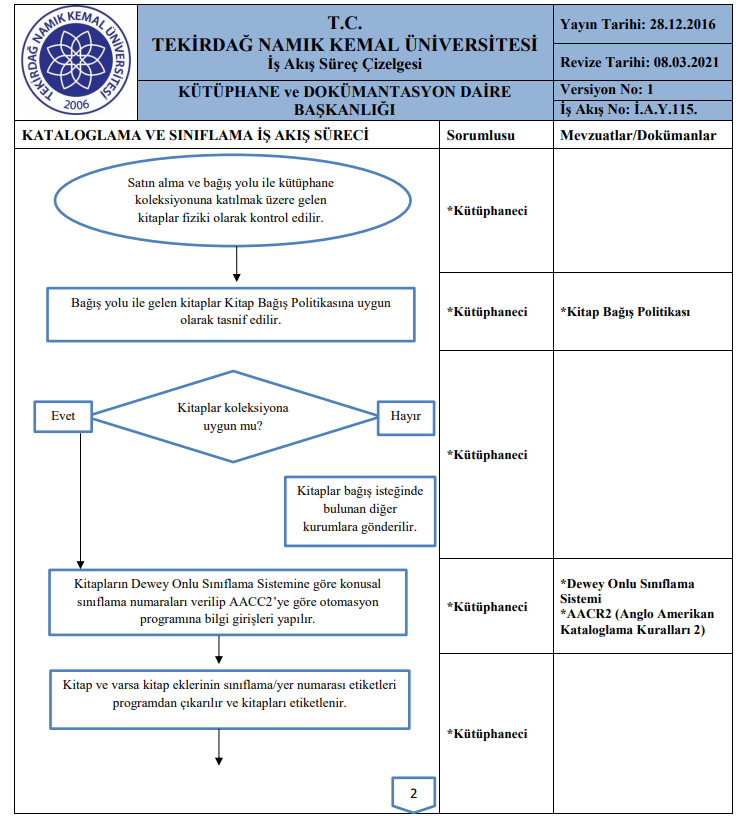 TEKİRDAĞ NAMIK KEMAL ÜNİVERSİTESİ
2006
T.C.
TEKİRDAĞ NAMIK KEMAL ÜNİVERSİTESİ
İş Akış Süreç Çizelgesi
KÜTÜPHANE ve DOKÜMANTASYON DAİRE
BAŞKANLIĞI
Yayın Tarihi: 28.12.2016
Revize Tarihi: 08.03.2021
Versiyon No: 1
İş Akış No: İ.A.Y.115.
KATALOGLAMA VE SINIFLAMA İŞ AKIŞ SÜRECİ
Sorumlusu
Mevzuatlar/Dokümanlar
Satın alma ve bağış yolu ile kütüphane
koleksiyonuna katılmak üzere gelen
kitaplar fiziki olarak kontrol edilir.
*Kütüphaneci
Bağış yolu ile gelen kitaplar Kitap Bağış Politikasına uygun
olarak tasnif edilir.
*Kütüphaneci
*Kitap Bağış Politikası
Evet
Kitaplar koleksiyona
uygun mu?
Hayır
*Kütüphaneci
Kitaplar bağış isteğinde
bulunan diğer
kurumlara gönderilir.
Kitapların Dewey Onlu Sınıflama Sistemine göre konusal
sınıflama numaraları verilip AACC2’ye göre otomasyon
programına bilgi girişleri yapılır.
*Kütüphaneci
*Dewey Onlu Sınıflama
Sistemi
*AACR2 (Anglo Amerikan
Kataloglama Kuralları 2)
Kitap ve varsa kitap eklerinin sınıflama/yer numarası etiketleri
programdan çıkarılır ve kitapları etiketlenir.
*Kütüphaneci
2